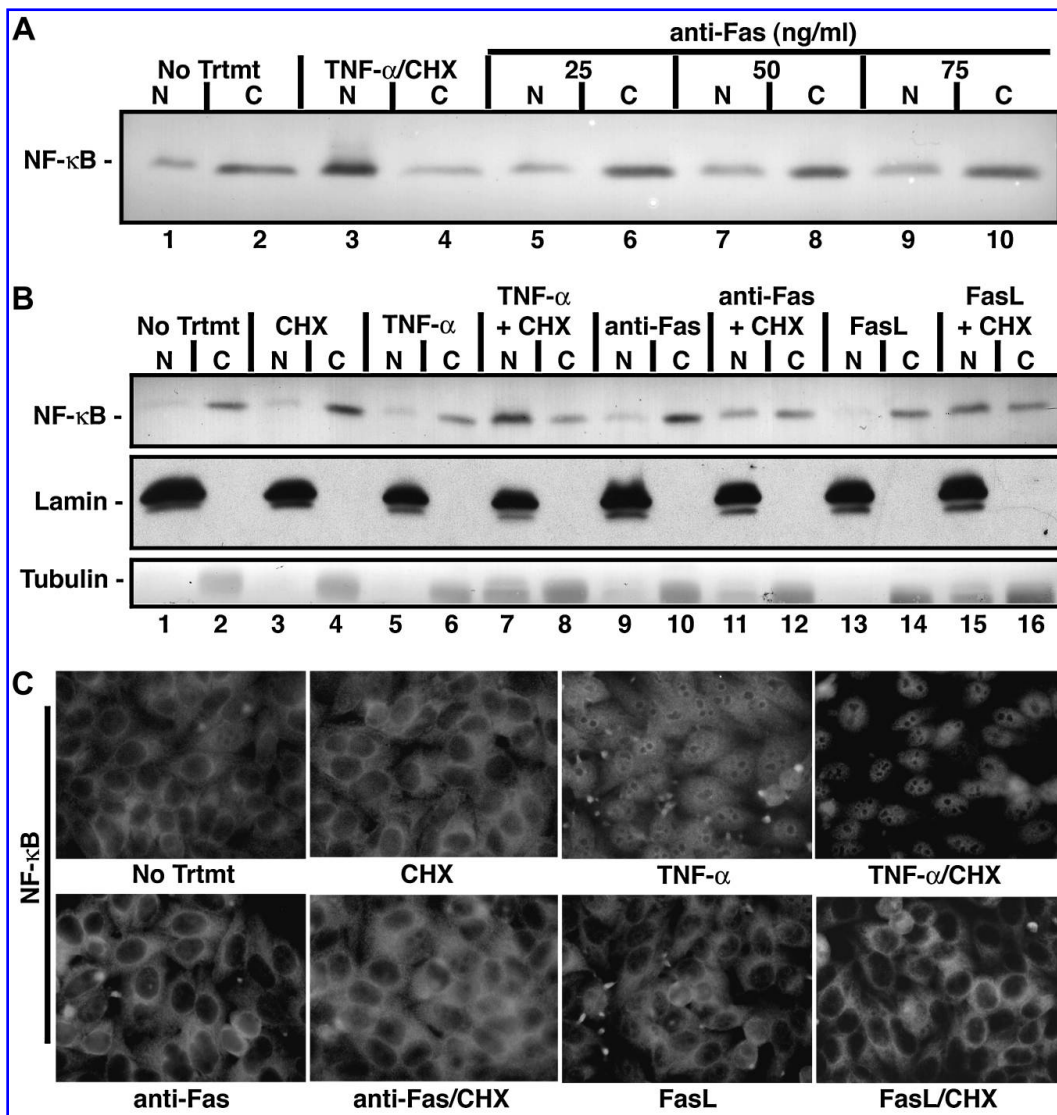 A
anti-Fas (ng/ml)
No Trtmt TNF-α/CHX 25 50 75
N C N C N C N C N C
NF-κB -
1 2 3 4 5 6 7 8 9 10
B
TNF-α anti-Fas FasL
No Trtmt CHX TNF-α + CHX anti-Fas + CHX FasL + CHX
N C N C N C N C N C N C N C N C
NF-κB -
Lamin -
Tubulin -
1 2 3 4 5 6 7 8 9 10 11 12 13 14 15 16
C
NF-κB
No Trtmt CHX TNF-α TNF-α/CHX
anti-Fas anti-Fas/CHX FasL FasL/CHX